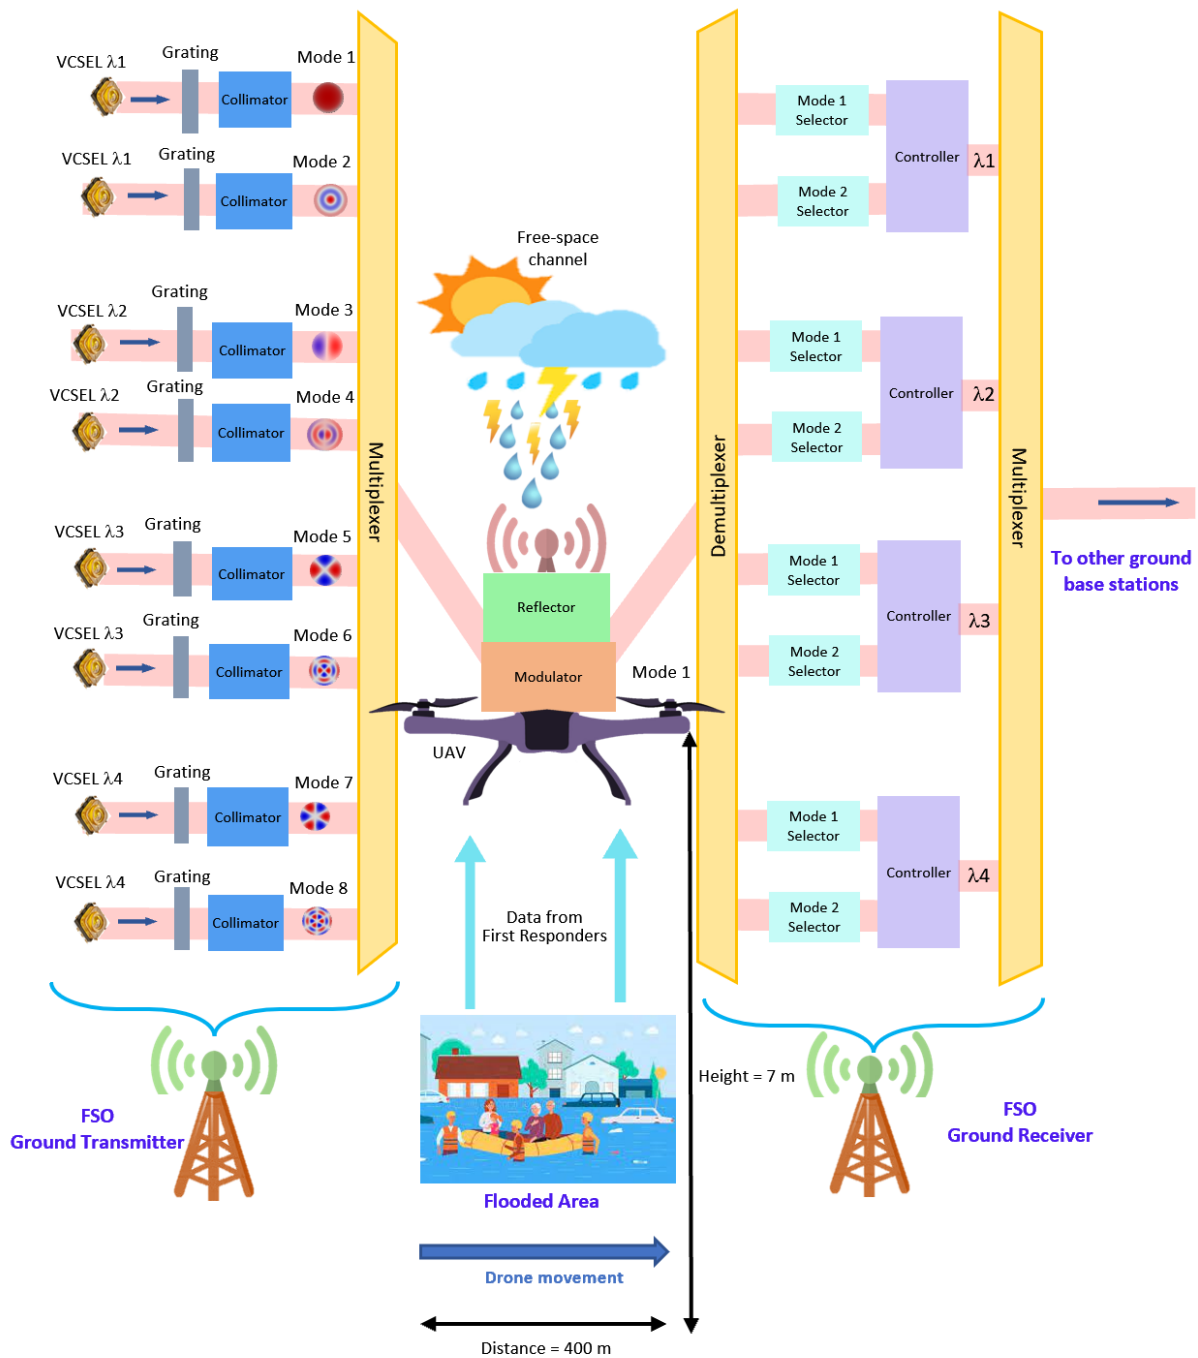 VCSEL λ1
Grating
Collimator
Mode 1
VCSEL λ1
Grating
Collimator
Mode 2
VCSEL λ2
Grating
Collimator
Mode 3
VCSEL λ2
Grating
Collimator
Mode 4
VCSEL λ3
Grating
Collimator
Mode 5
VCSEL λ3
Grating
Collimator
Mode 6
VCSEL λ4
Grating
Collimator
Mode 7
VCSEL λ4
Grating
Collimator
Mode 8
Multiplexer
FSO
Ground Transmitter
Free-space
channel
Reflector
Modulator
Mode 1
UAV
Data from
First Responders
Flooded Area
Drone movement
Distance = 400 m
Height = 7 m
Demultiplexer
Mode 1
Selector
Mode 2
Selector
Controller
λ1
Mode 1
Selector
Mode 2
Selector
Controller
λ2
Mode 1
Selector
Mode 2
Selector
Controller
λ3
Mode 1
Selector
Mode 2
Selector
Controller
λ4
Multiplexer
To other ground
base stations
FSO
Ground Receiver